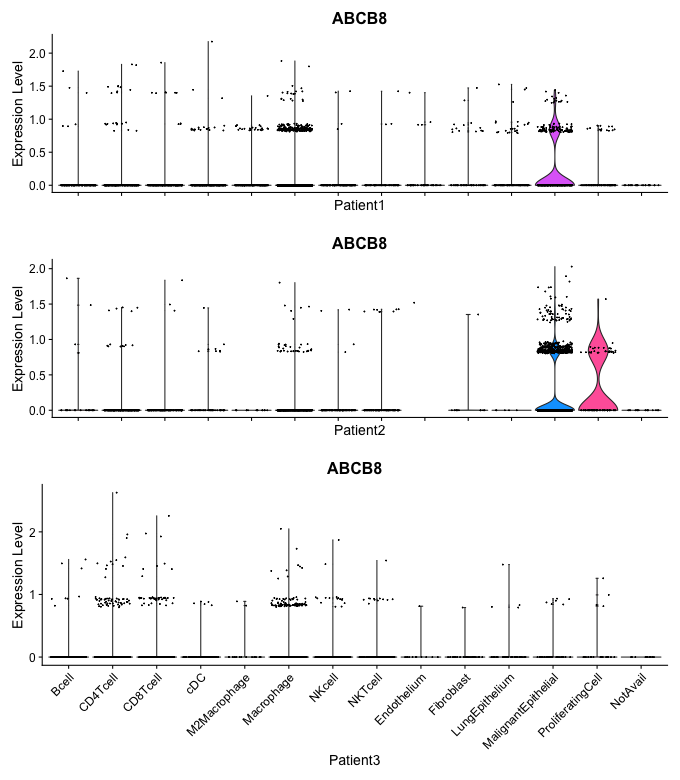 ABCB8
Expression Level
2.0
1.5
1.0
0.5
0.0
Patient1
ABCB8
Expression Level
2.0
1.5
1.0
0.5
0.0
Patient2
ABCB8
Expression Level
2
1
0
Bcell
CD4Tcell
CD8Tcell
cDC
M2Macrophage
Macrophage
NKcell
NKTcell
Endothelium
Fibroblast
LungEpithelium
MalignantEpithelial
ProliferatingCell
NotAvail
Patient3